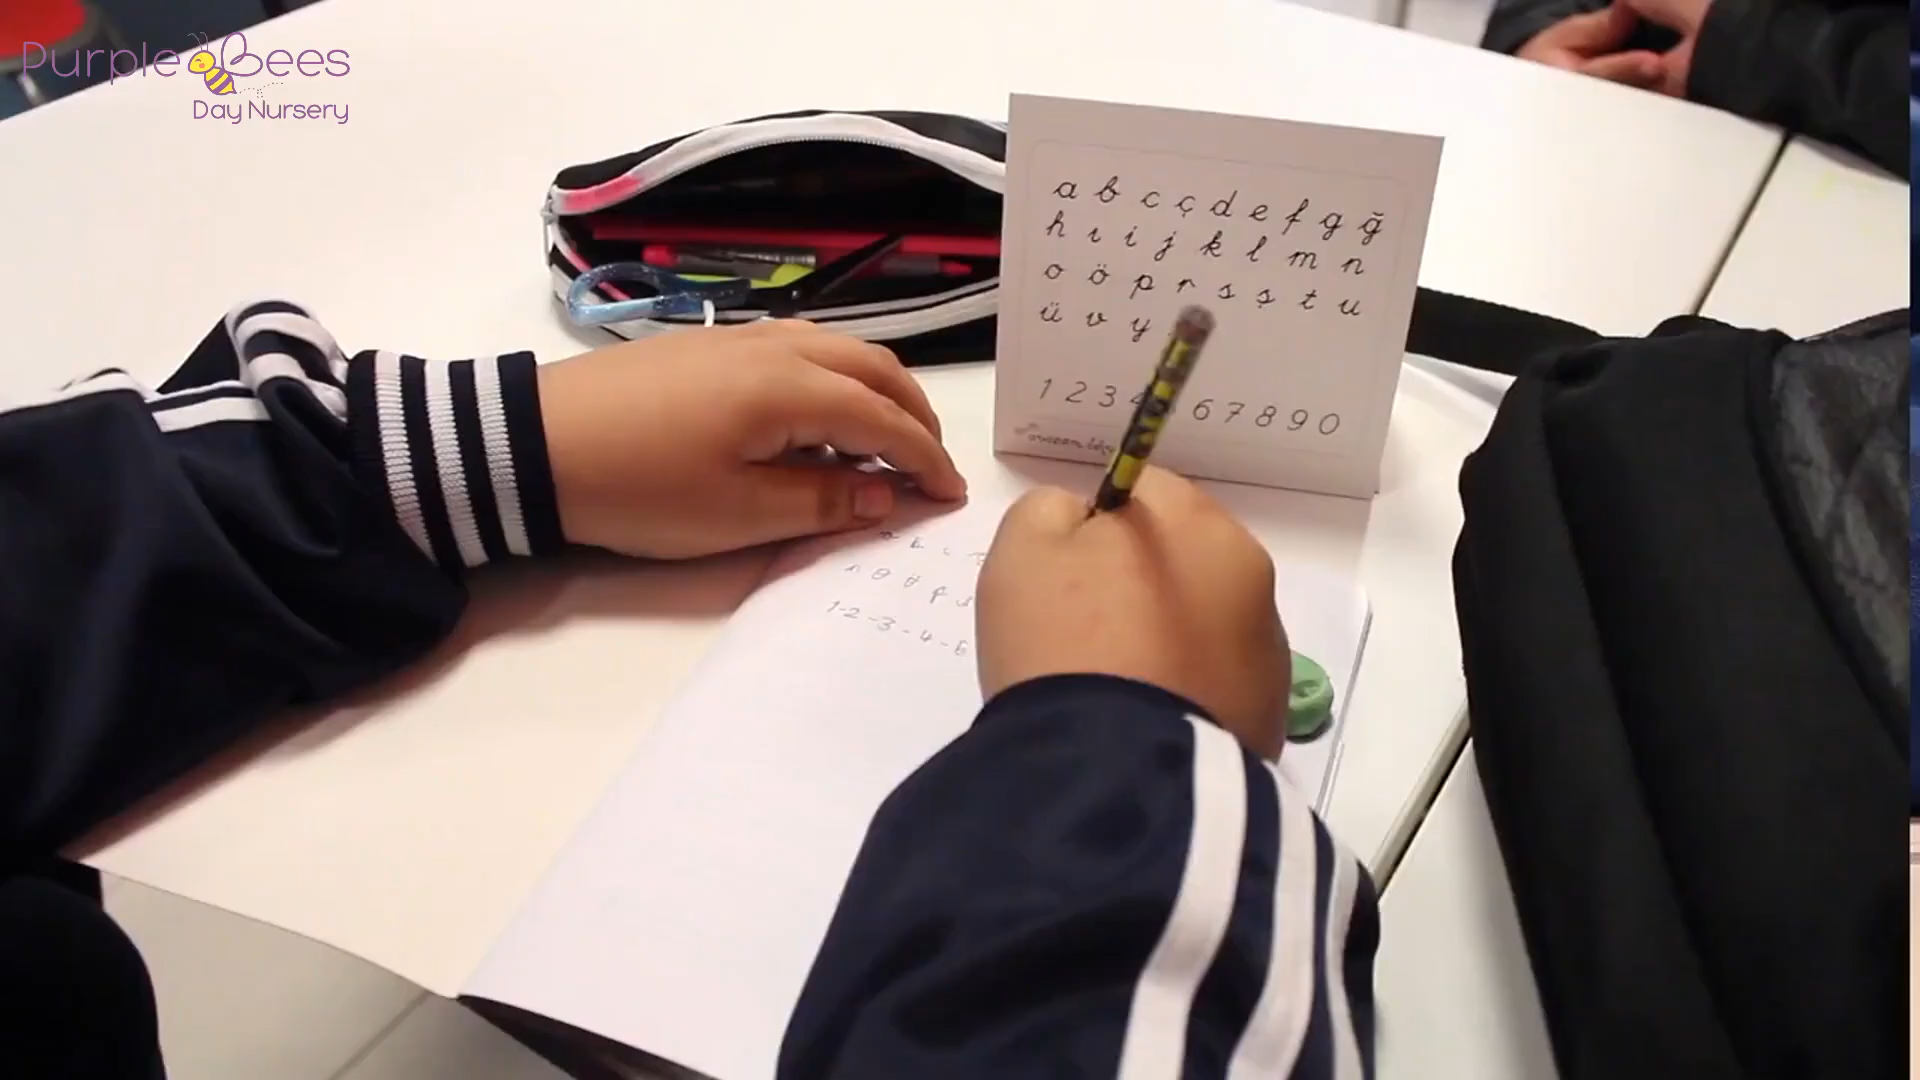 Purple Bees
Day Nursery
a b c ç d e f g ğ
h ı i j k l m n
o ö p r s ş t u
ü v y
1 2 3 4 6 7 8 9 0
a b c
1-2-3-4-6